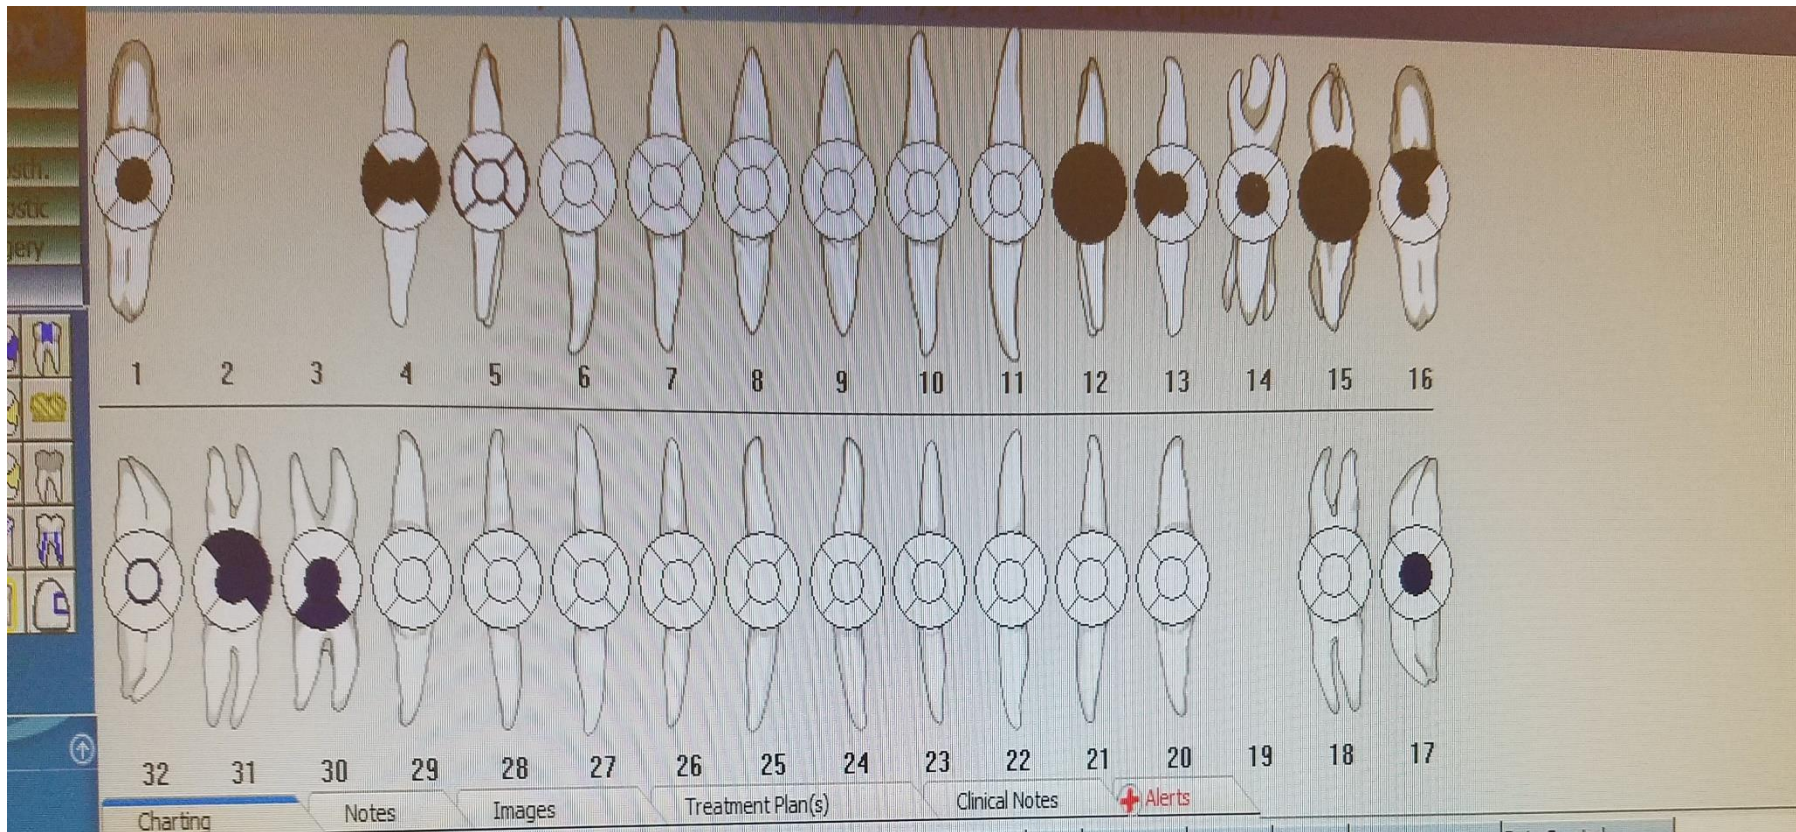 1 2 3 4 5 6 7 8 9 10 11 12 13 14 15 16
32 31 30 29 28 27 26 25 24 23 22 21 20 19 18 17
Charting Notes Images Treatment Plan(s) Clinical Notes Alerts